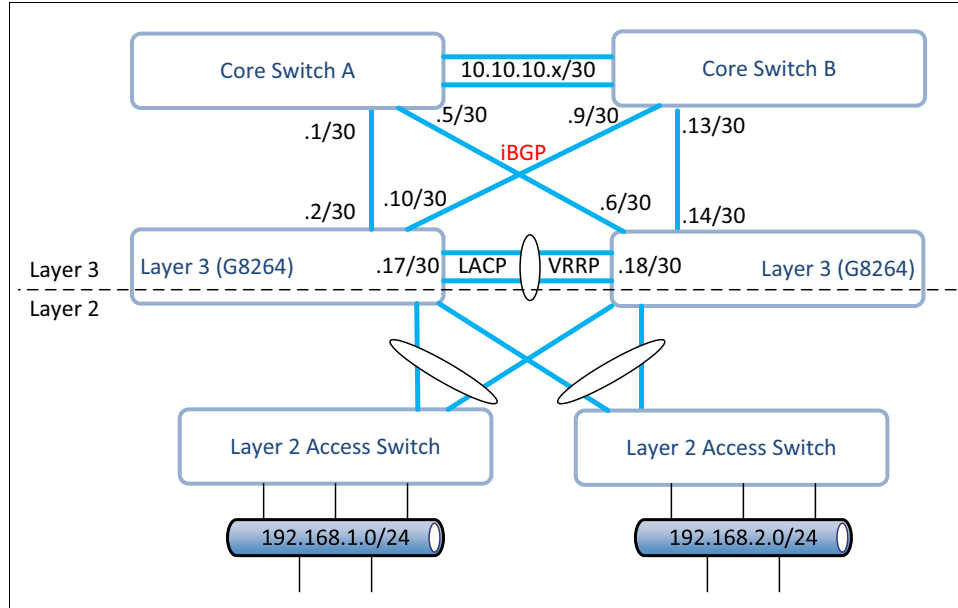 Core Switch A
10.10.10.x/30
Core Switch B
.1/30
.5/30
.9/30
.13/30
iBGP
.2/30
.10/30
.6/30
.14/30
Layer 3
Layer 3 (G8264)
.17/30
LACP
VRRP
.18/30
Layer 3 (G8264)
Layer 2
Layer 2 Access Switch
Layer 2 Access Switch
192.168.1.0/24
192.168.2.0/24